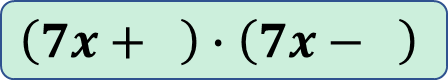 (7x + ) · (7x − )